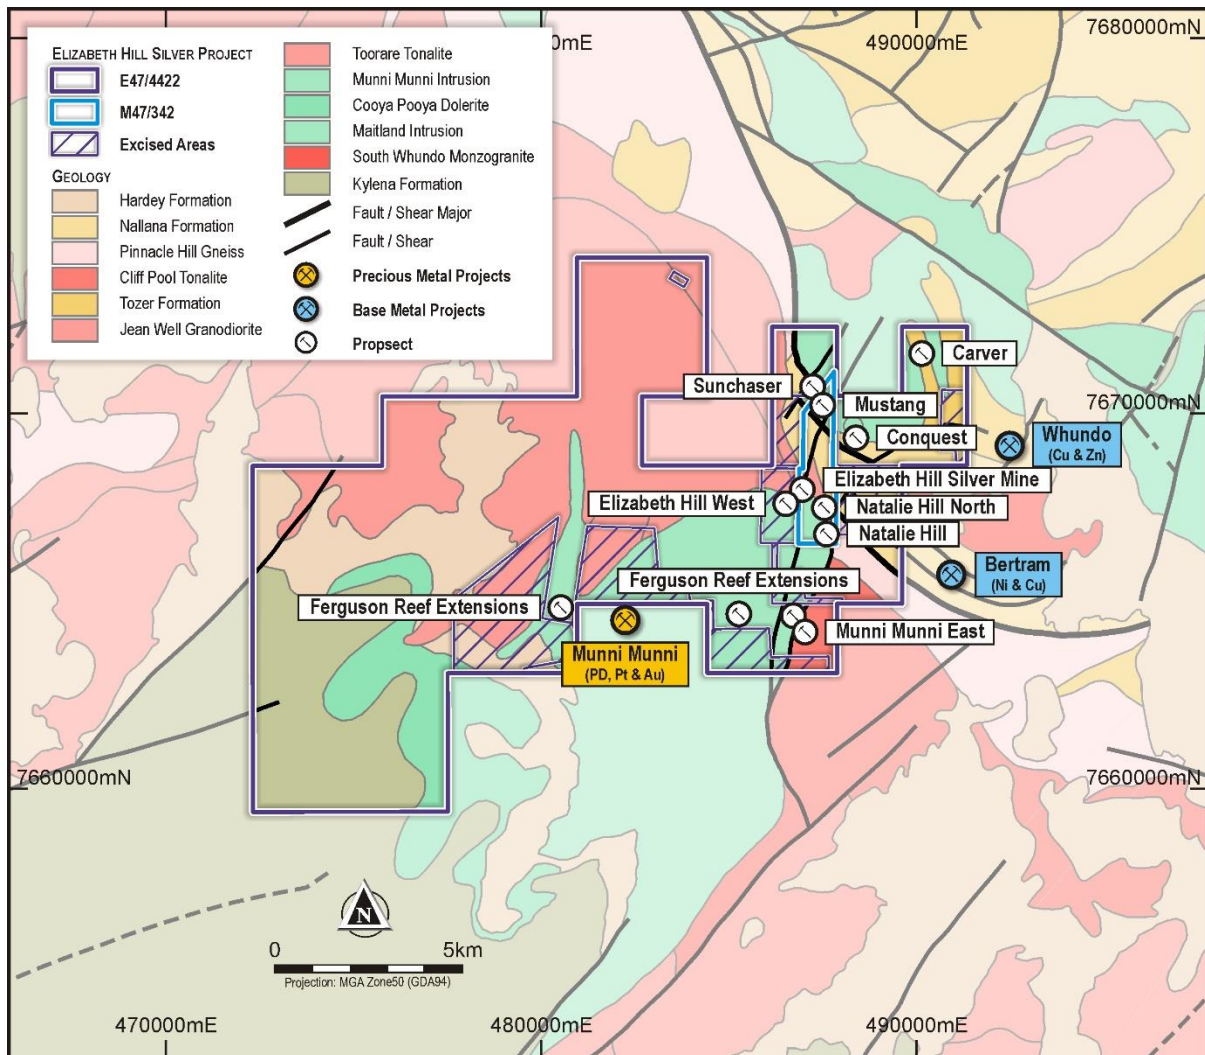 7680000mN
0mE
490000mE
ELIZABETH HILL SILVER PROJECT
E47/4422
M47/342
Excised Areas
GEOLOGY
Hardey Formation
Nallana Formation
Pinnacle Hill Gneiss
Cliff Pool Tonalite
Tozer Formation
Jean Well Granodiorite
Toorare Tonalite
Munni Munni Intrusion
Cooya Pooya Dolerite
Maitland Intrusion
South Whundo Monzogranite
Kylena Formation
Fault / Shear Major
Fault / Shear
Precious Metal Projects
Base Metal Projects
Propsect
Carver
Sunchaser
Mustang
7670000mN
Conquest
Whundo
(Cu & Zn)
Elizabeth Hill Silver Mine
Elizabeth Hill West
Natalie Hill North
Natalie Hill
Bertram
(Ni & Cu)
Ferguson Reef Extensions
Ferguson Reef Extensions
Munni Munni East
Munni Munni
(PD, Pt & Au)
7660000mN
7660000mN
N
0
5km
Projection: MGA Zone50 (GDA94)
470000mE
480000mE
490000mE